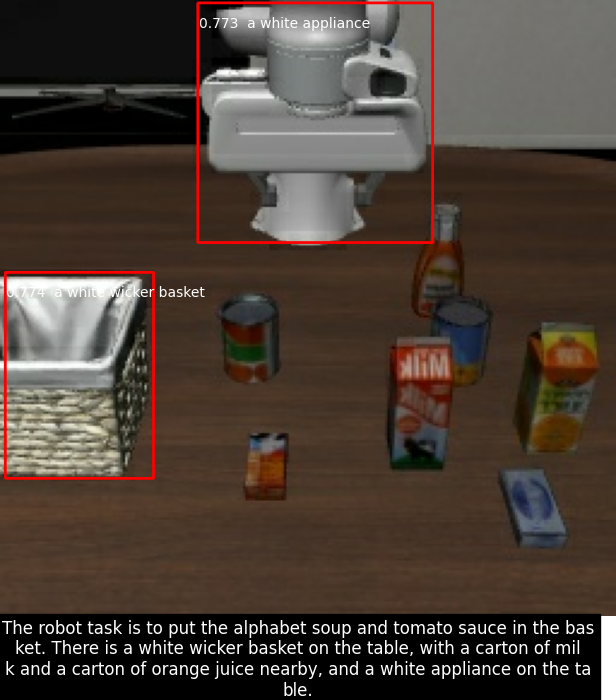 0.773 a white appliance
0.774 a white wicker basket
Milk
Milk
The robot task is to put the alphabet soup and tomato sauce in the bas
ket. There is a white wicker basket on the table, with a carton of mil
k and a carton of orange juice nearby, and a white appliance on the ta
ble.